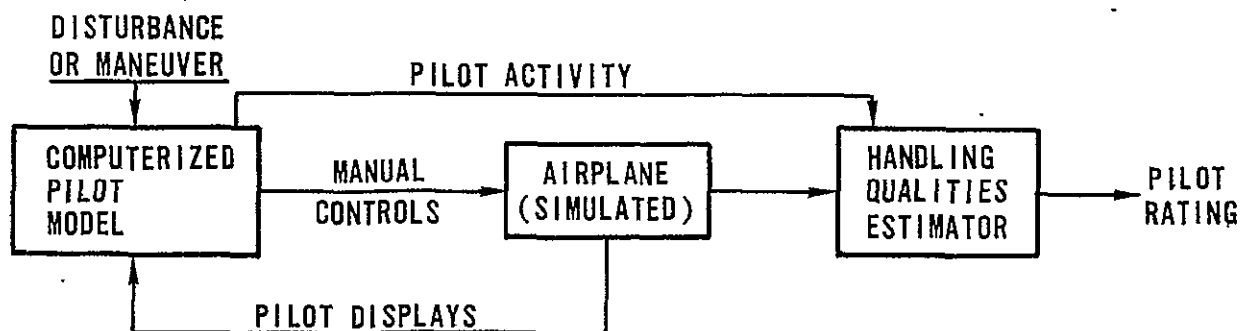 DISTURBANCE
OR MANEUVER
PILOT ACTIVITY
COMPUTERIZED
PILOT
MODEL
MANUAL
CONTROLS
AIRPLANE
(SIMULATED)
HANDLING
QUALITIES
ESTIMATOR
PILOT
RATING
PILOT DISPLAYS